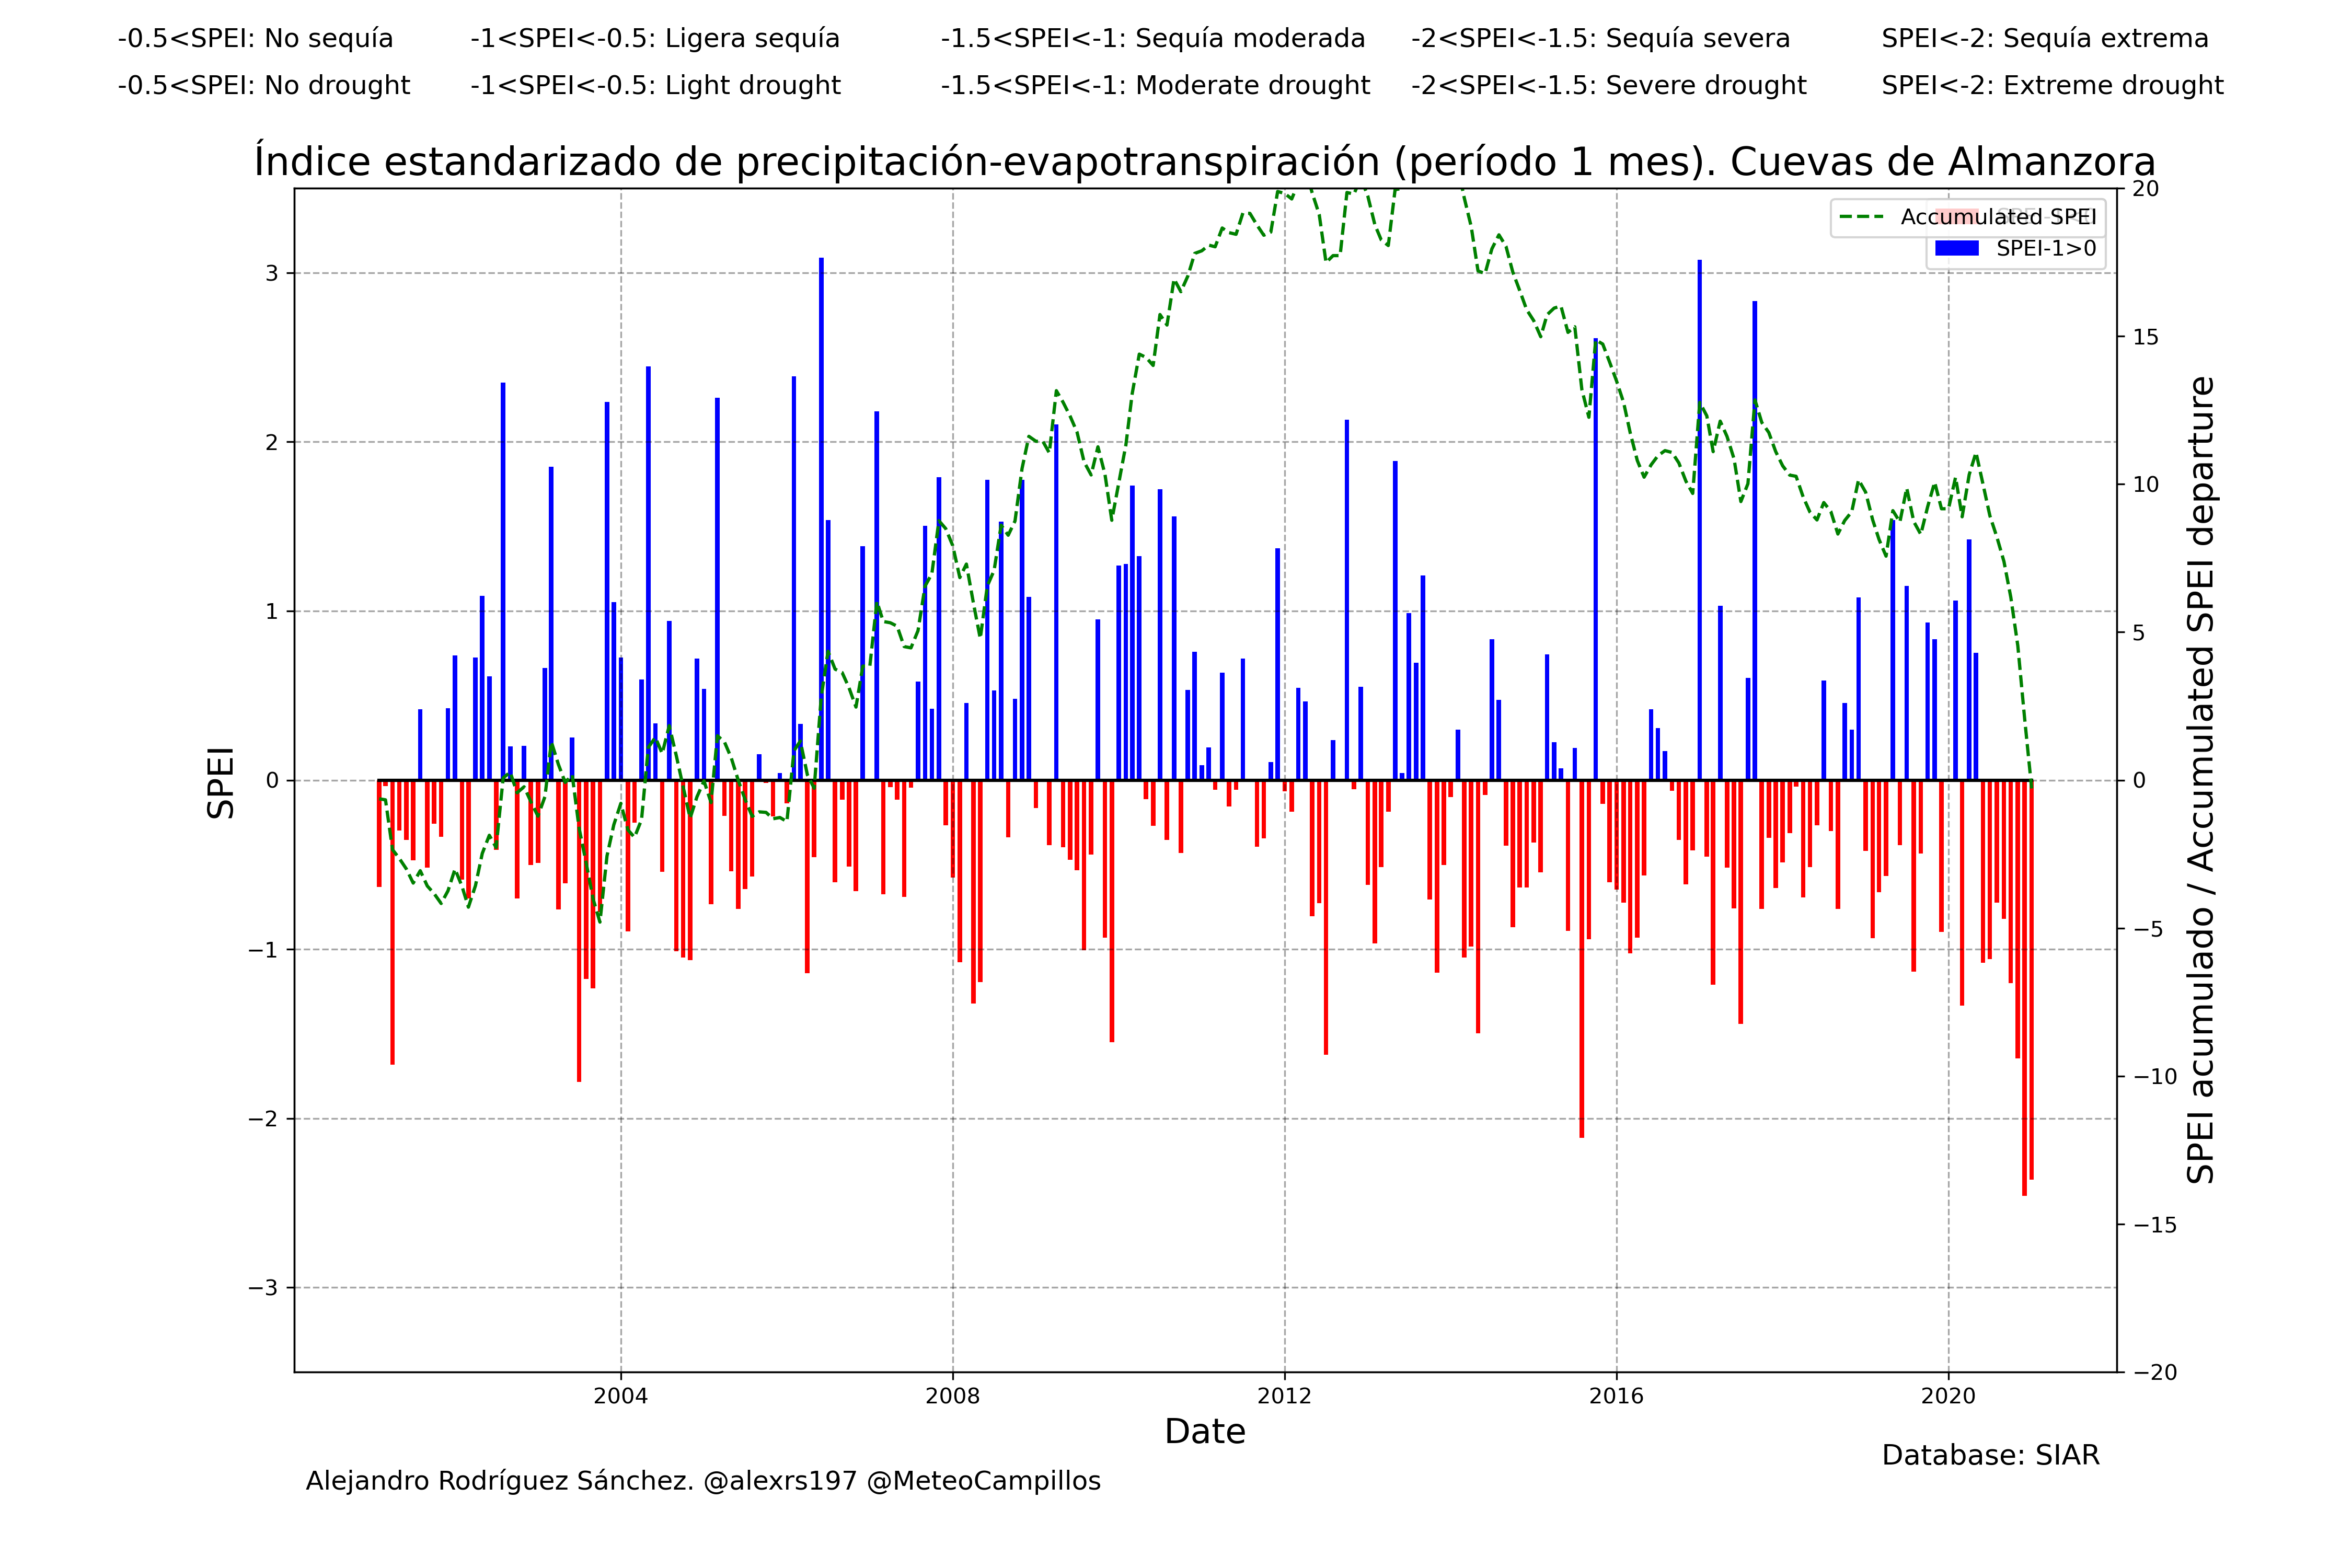 -0.5<SPEI: No sequía -1<SPEI<-0.5: Ligera sequía -1.5<SPEI<-1: Sequía moderada -2<SPEI<-1.5: Sequía severa SPEI<-2: Sequía extrema
-0.5<SPEI: No drought -1<SPEI<-0.5: Light drought -1.5<SPEI<-1: Moderate drought -2<SPEI<-1.5: Severe drought SPEI<-2: Extreme drought
Índice estandarizado de precipitación-evapotranspiración (período 1 mes). Cuevas de Almanzora
Accumulated SPEI
SPEI-1>0
SPEI
3
2
1
0
−1
−2
−3
20
15
10
5
0
−5
−10
−15
−20
SPEI acumulado / Accumulated SPEI departure
2004 2008 2012 2016 2020
Date
Database: SIAR
Alejandro Rodríguez Sánchez. @alexrs197 @MeteoCampillos